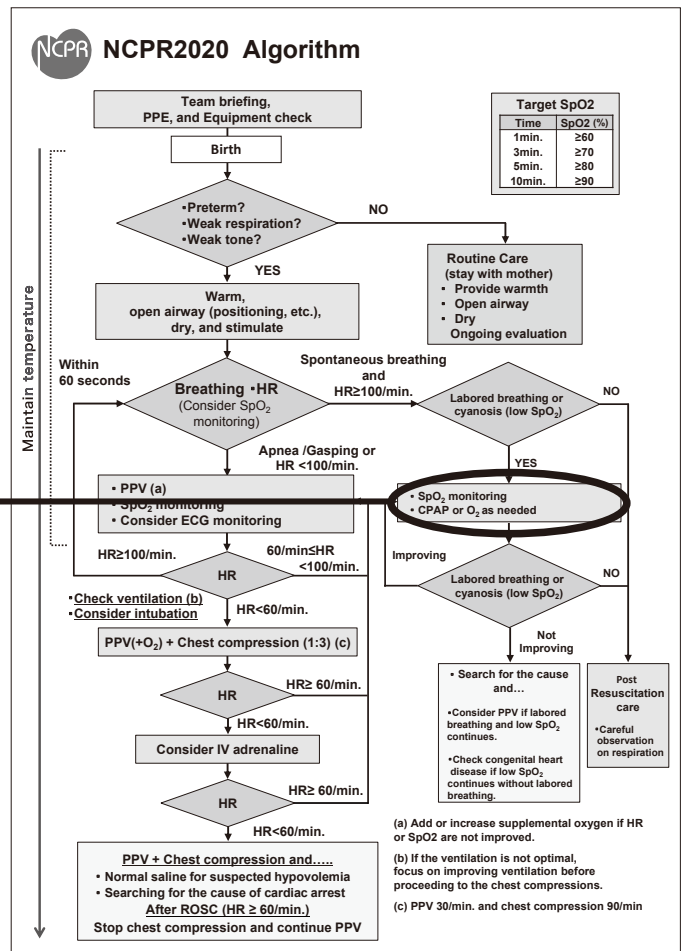 NCPR
NCPR2020 Algorithm
Team briefing,
PPE, and Equipment check
Target SpO2
Time SpO2 (%)
1min. ≥60
3min. ≥70
5min. ≥80
10min. ≥90
Birth
Maintain temperature
▪Preterm?
▪Weak respiration?
▪Weak tone?
NO
YES
Routine Care
(stay with mother)
▪ Provide warmth
▪ Open airway
▪ Dry
Ongoing evaluation
Warm,
open airway (positioning, etc.),
dry, and stimulate
Within
60 seconds
Spontaneous breathing
and
HR≥100/min.
Breathing ▪HR
(Consider SpO2
monitoring)
Labored breathing or
cyanosis (low SpO2)
NO
YES
Apnea /Gasping or
HR <100/min.
▪ PPV (a)
▪ SpO2 monitoring
▪ Consider ECG monitoring
▪ SpO2 monitoring
▪ CPAP or O2 as needed
HR≥100/min.
60/min≤HR
<100/min.
HR
Improving
Labored breathing or
cyanosis (low SpO2)
NO
▪Check ventilation (b)
▪Consider intubation
HR<60/min.
Not
Improving
PPV(+O2) + Chest compression (1:3) (c)
HR
HR≥ 60/min.
HR<60/min.
▪ Search for the cause
and…
▪Consider PPV if labored
breathing and low SpO2
continues.
▪Check congenital heart
disease if low SpO2
continues without labored
breathing.
Post
Resuscitation
care
▪Careful
observation
on respiration
Consider IV adrenaline
HR
HR≥ 60/min.
HR<60/min.
PPV + Chest compression and…..
▪ Normal saline for suspected hypovolemia
▪ Searching for the cause of cardiac arrest
After ROSC (HR ≥ 60/min.)
Stop chest compression and continue PPV
(a) Add or increase supplemental oxygen if HR
or SpO2 are not improved.
(b) If the ventilation is not optimal,
focus on improving ventilation before
proceeding to the chest compressions.
(c) PPV 30/min. and chest compression 90/min